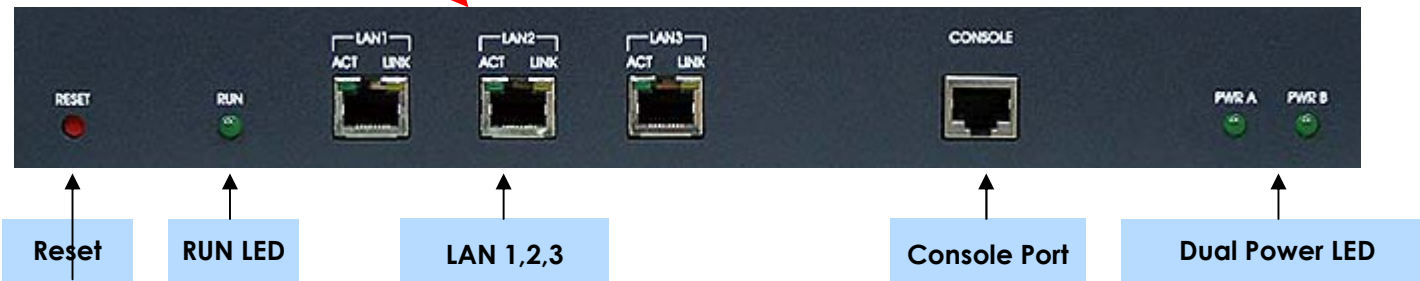 LAN1 LAN2 LAN3 CONSOLE
ACT LINK ACT LINK ACT LINK
RESET RUN PWR A PWR B
Reset RUN LED LAN 1,2,3 Console Port Dual Power LED